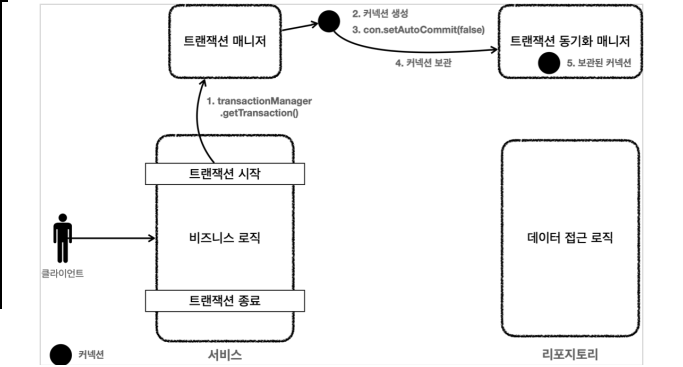 트랜잭션 매니저
2. 커넥션 생성
3. con.setAutoCommit(false)
4. 커넥션 보관
트랜잭션 동기화 매니저
5. 보관된 커넥션
1. transactionManager
.getTransaction()
트랜잭션 시작
비즈니스 로직
데이터 접근 로직
클라이언트
트랜잭션 종료
커넥션
서비스
리포지토리